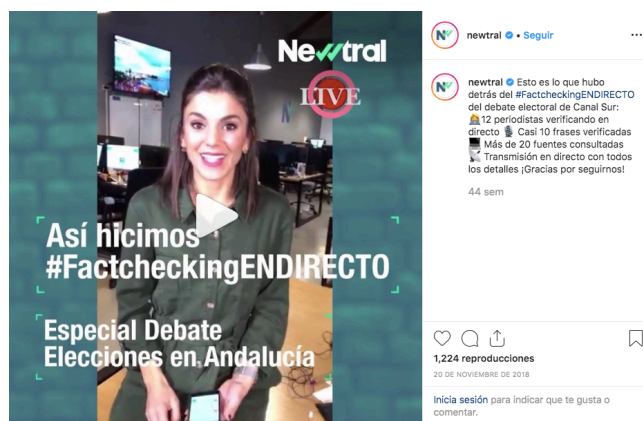 Newtral
LIVE
Así hicimos
#FactcheckingENDIRECTO
Especial Debate
Elecciones en Andalucía
newtral • Seguir
newtral Esto es lo que hubo
detrás del #FactcheckingENDIRECTO
del debate electoral de Canal Sur:
12 periodistas verificando en
directo Casi 10 frases verificadas
Más de 20 fuentes consultadas
Transmisión en directo con todos
los detalles ¡Gracias por seguirnos!
44 sem
1,224 reproducciones
20 DE NOVIEMBRE DE 2018
Inicia sesión para indicar que te gusta o
comentar.